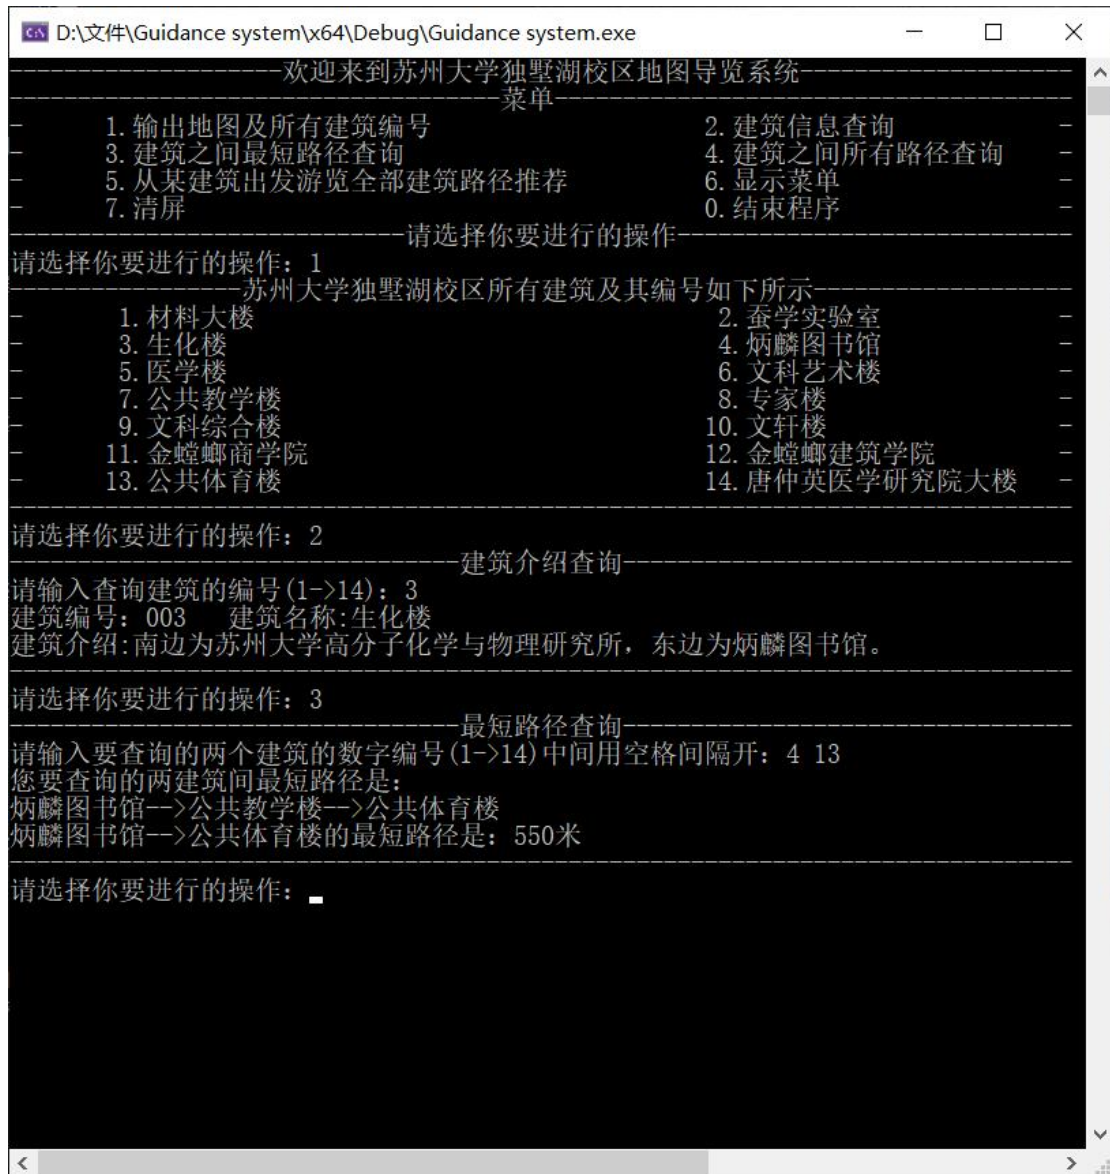 D:\文件\Guidance system\x64\Debug\Guidance system.exe
--------------------欢迎来到苏州大学独墅湖校区地图导览系统--------------------
------------------------------------菜单--------------------------------------
- 1.输出地图及所有建筑编号 2.建筑信息查询 -
- 3.建筑之间最短路径查询 4.建筑之间所有路径查询 -
- 5.从某建筑出发游览全部建筑路径推荐 6.显示菜单 -
- 7.清屏 0.结束程序 -
-----------------------------请选择你要进行的操作-----------------------------
请选择你要进行的操作：1
-----------------苏州大学独墅湖校区所有建筑及其编号如下所示-------------------
- 1.材料大楼 2.蚕学实验室 -
- 3.生化楼 4.炳麟图书馆 -
- 5.医学楼 6.文科艺术楼 -
- 7.公共教学楼 8.专家楼 -
- 9.文科综合楼 10.文轩楼 -
- 11.金螳螂商学院 12.金螳螂建筑学院 -
- 13.公共体育楼 14.唐仲英医学研究院大楼 -
------------------------------------------------------------------------------
请选择你要进行的操作：2
---------------------------------建筑介绍查询---------------------------------
请输入查询建筑的编号(1->14)：3
建筑编号：003 建筑名称:生化楼
建筑介绍:南边为苏州大学高分子化学与物理研究所，东边为炳麟图书馆。
------------------------------------------------------------------------------
请选择你要进行的操作：3
---------------------------------最短路径查询---------------------------------
请输入要查询的两个建筑的数字编号(1->14)中间用空格间隔开：4 13
您要查询的两建筑间最短路径是：
炳麟图书馆-->公共教学楼-->公共体育楼
炳麟图书馆-->公共体育楼的最短路径是：550米
------------------------------------------------------------------------------
请选择你要进行的操作：